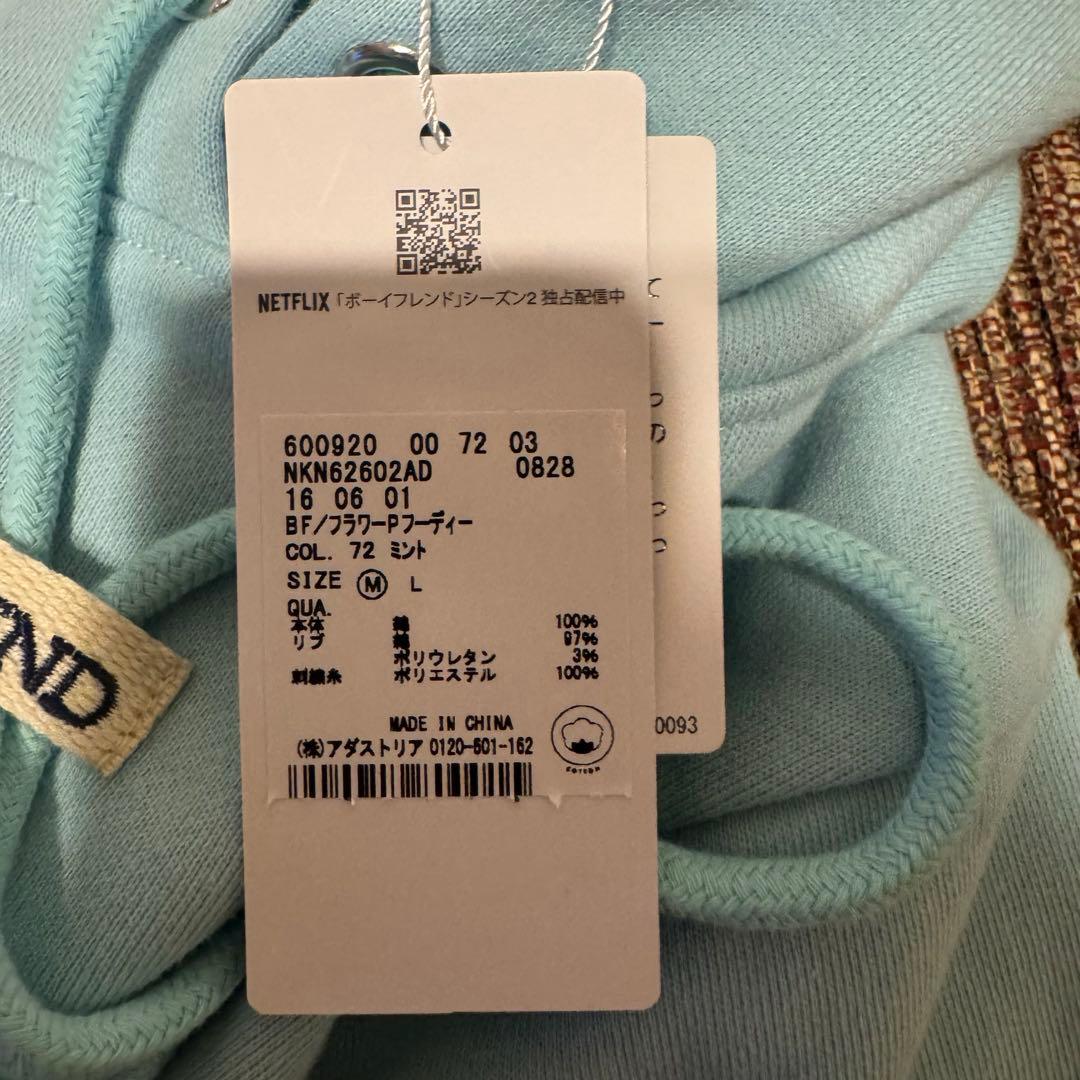 NETFLIX「ボーイフレンド」シーズン2 独占配信中
600920 00 72 03
NKN62602AD 0828
16 06 01
BF/フラワーPフーディー
COL. 72 ミント
SIZE M L
QUA.
本体 綿 100%
リブ 綿 97%
ポリウレタン 3%
刺繍糸 ポリエステル 100%
MADE IN CHINA
(株)アダストリア 0120-601-162
COTTON
0093
END